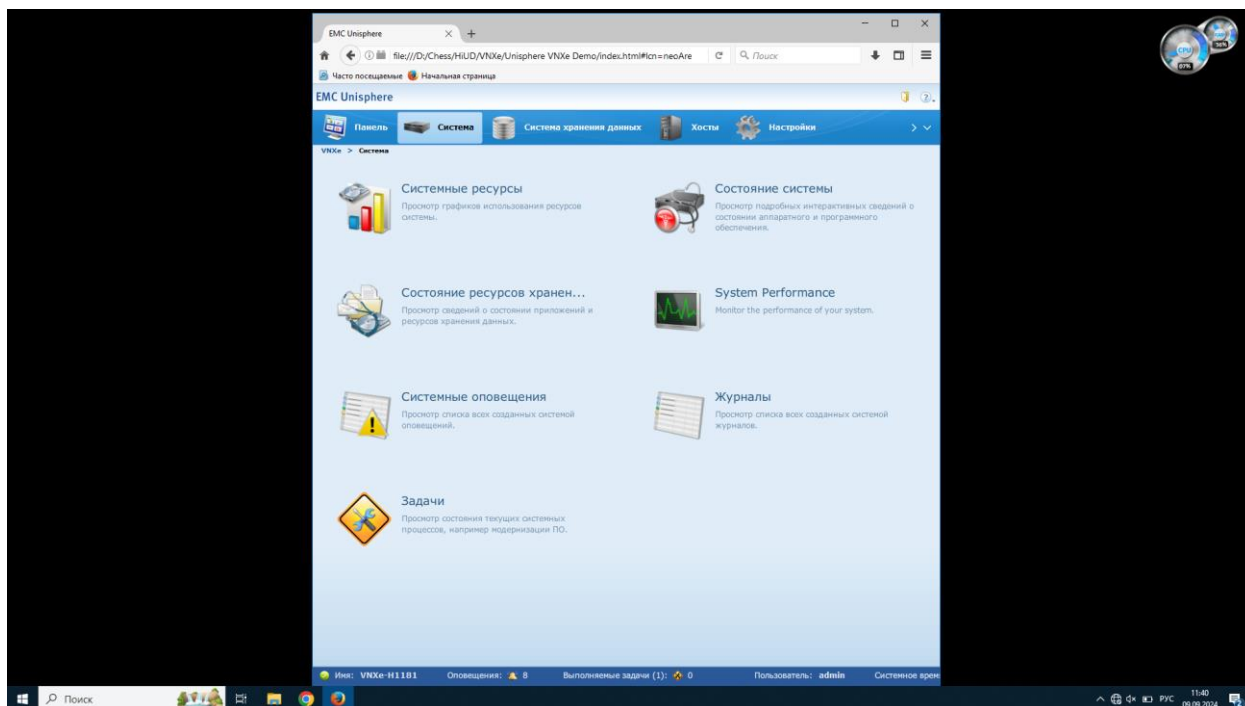 EMC Unisphere
file:///D:/Chess/HiUD/VNXe/Unisphere VNXe Demo/index.html#lcn=neoAre
Поиск
Часто посещаемые
Начальная страница
EMC Unisphere
Панель
Система
Система хранения данных
Хосты
Настройки
VNXe > Система
Системные ресурсы
Просмотр графиков использования ресурсов
системы.
Состояние системы
Просмотр подробных интерактивных сведений о
состоянии аппаратного и программного
обеспечения.
Состояние ресурсов хранен...
Просмотр сведений о состоянии приложений и
ресурсов хранения данных.
System Performance
Monitor the performance of your system.
Системные оповещения
Просмотр списка всех созданных системой
оповещений.
Журналы
Просмотр списка всех созданных системой
журналов.
Задачи
Просмотр состояния текущих системных
процессов, например модернизации ПО.
Имя: VNXe-H1181 Оповещения: 8 Выполняемые задачи (1): 0 Пользователь: admin Системное врем
Поиск
РУС
11:40
09.09.2024
CPU
97%